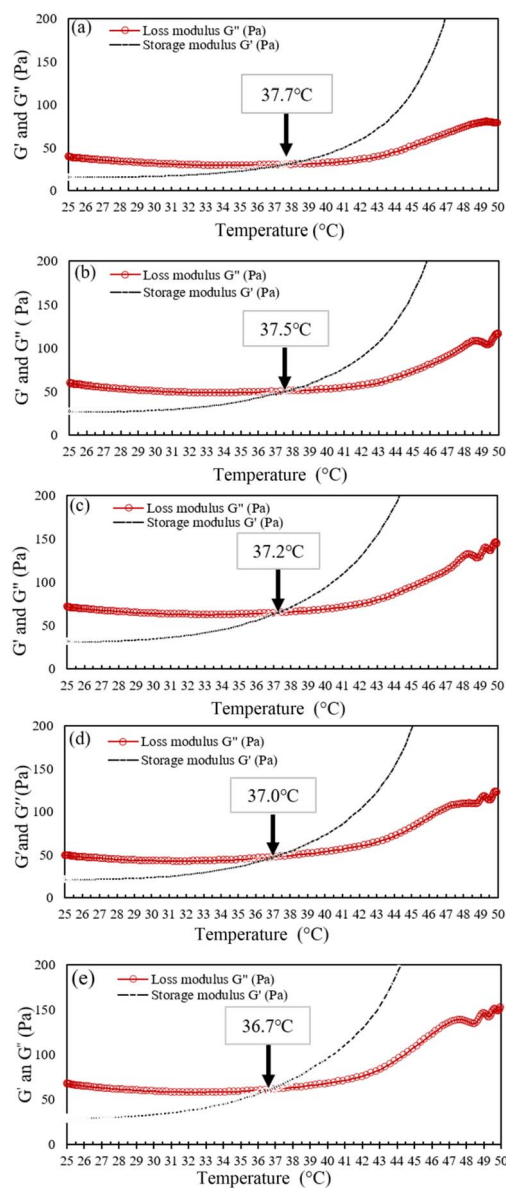 (a)
Loss modulus G" (Pa)
Storage modulus G' (Pa)
37.7°C
G' and G" (Pa)
200
150
100
50
0
25 26 27 28 29 30 31 32 33 34 35 36 37 38 39 40 41 42 43 44 45 46 47 48 49 50
Temperature (°C)
(b)
Loss modulus G" (Pa)
Storage modulus G' (Pa)
37.5°C
G' and G" ( Pa)
200
150
100
50
0
25 26 27 28 29 30 31 32 33 34 35 36 37 38 39 40 41 42 43 44 45 46 47 48 49 50
Temperature (°C)
(c)
Loss modulus G" (Pa)
Storage modulus G' (Pa)
37.2°C
G' and G" (Pa)
200
150
100
50
0
25 26 27 28 29 30 31 32 33 34 35 36 37 38 39 40 41 42 43 44 45 46 47 48 49 50
Temperature (°C)
(d)
Loss modulus G" (Pa)
Storage modulus G' (Pa)
37.0°C
G'and G" (Pa)
200
150
100
50
0
25 26 27 28 29 30 31 32 33 34 35 36 37 38 39 40 41 42 43 44 45 46 47 48 49 50
Temperature (°C)
(e)
Loss modulus G" (Pa)
Storage modulus G' (Pa)
36.7°C
G' an G" (Pa)
200
150
100
50
0
25 26 27 28 29 30 31 32 33 34 35 36 37 38 39 40 41 42 43 44 45 46 47 48 49 50
Temperature (°C)